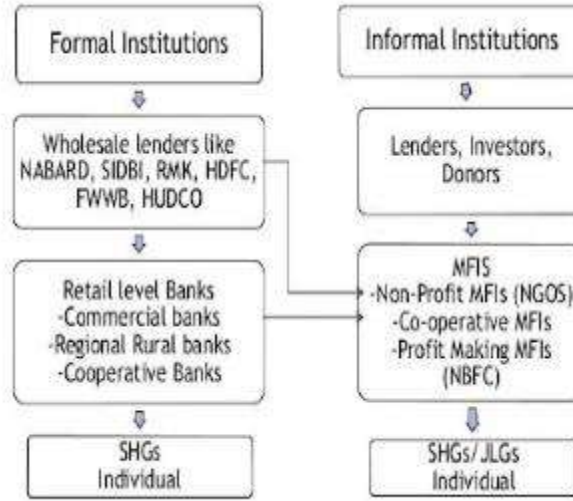 Formal Institutions
Wholesale lenders like
NABARD, SIDBI, RMK, HDFC,
FWWB, HUDCO
Retail level Banks
-Commercial banks
-Regional Rural banks
-Cooperative Banks
SHGs
Individual
Informal Institutions
Lenders, Investors,
Donors
MFIS
-Non-Profit MFIs (NGOS)
-Co-operative MFIs
-Profit Making MFIs
(NBFC)
SHGs/JLGs
Individual